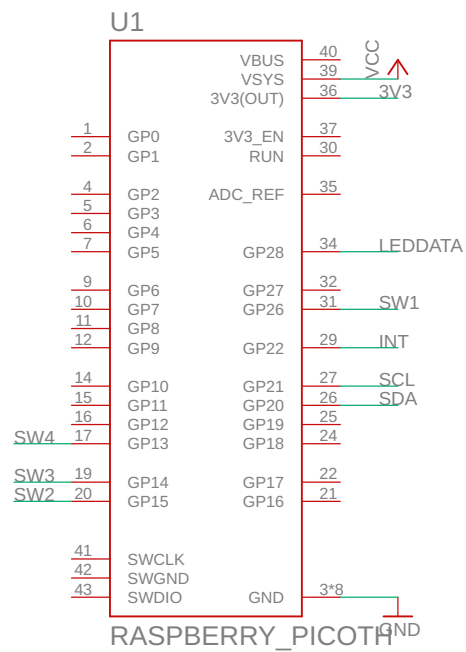 U1
VBUS 40
VSYS 39 VCC
3V3(OUT) 36 3V3
1 GP0 3V3_EN 37
2 GP1 RUN 30
4 GP2 ADC_REF 35
5 GP3
6 GP4
7 GP5 GP28 34 LEDDATA
9 GP6 GP27 32
10 GP7 GP26 31 SW1
11 GP8
12 GP9 GP22 29 INT
14 GP10 GP21 27 SCL
15 GP11 GP20 26 SDA
16 GP12 GP19 25
SW4 17 GP13 GP18 24
SW3 19 GP14 GP17 22
SW2 20 GP15 GP16 21
41 SWCLK
42 SWGND
43 SWDIO GND 3*8
RASPBERRY_PICOTH GND